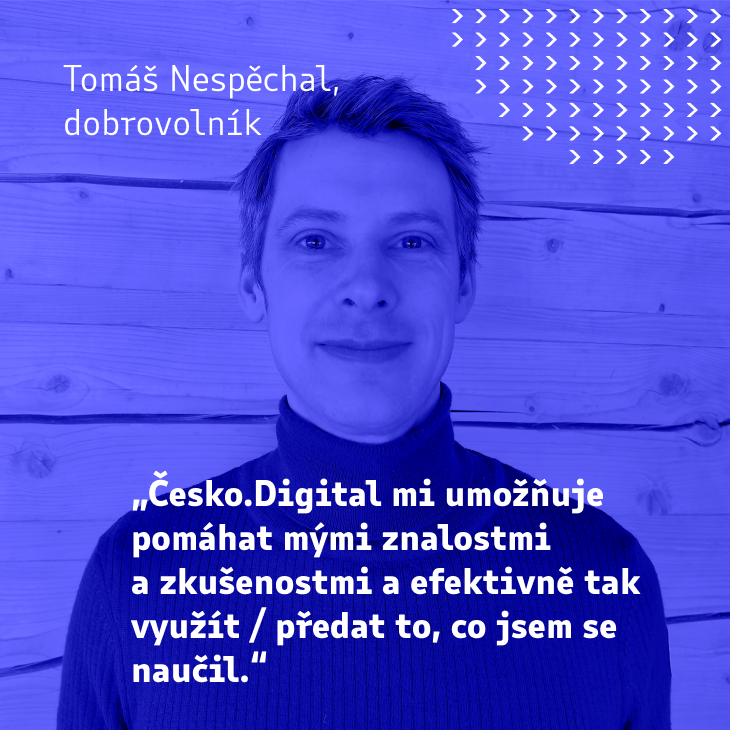 Tomáš Nespěchal,
dobrovolník
„Česko.Digital mi umožňuje
pomáhat mými znalostmi
a zkušenostmi a efektivně tak
využít / předat to, co jsem se
naučil.“